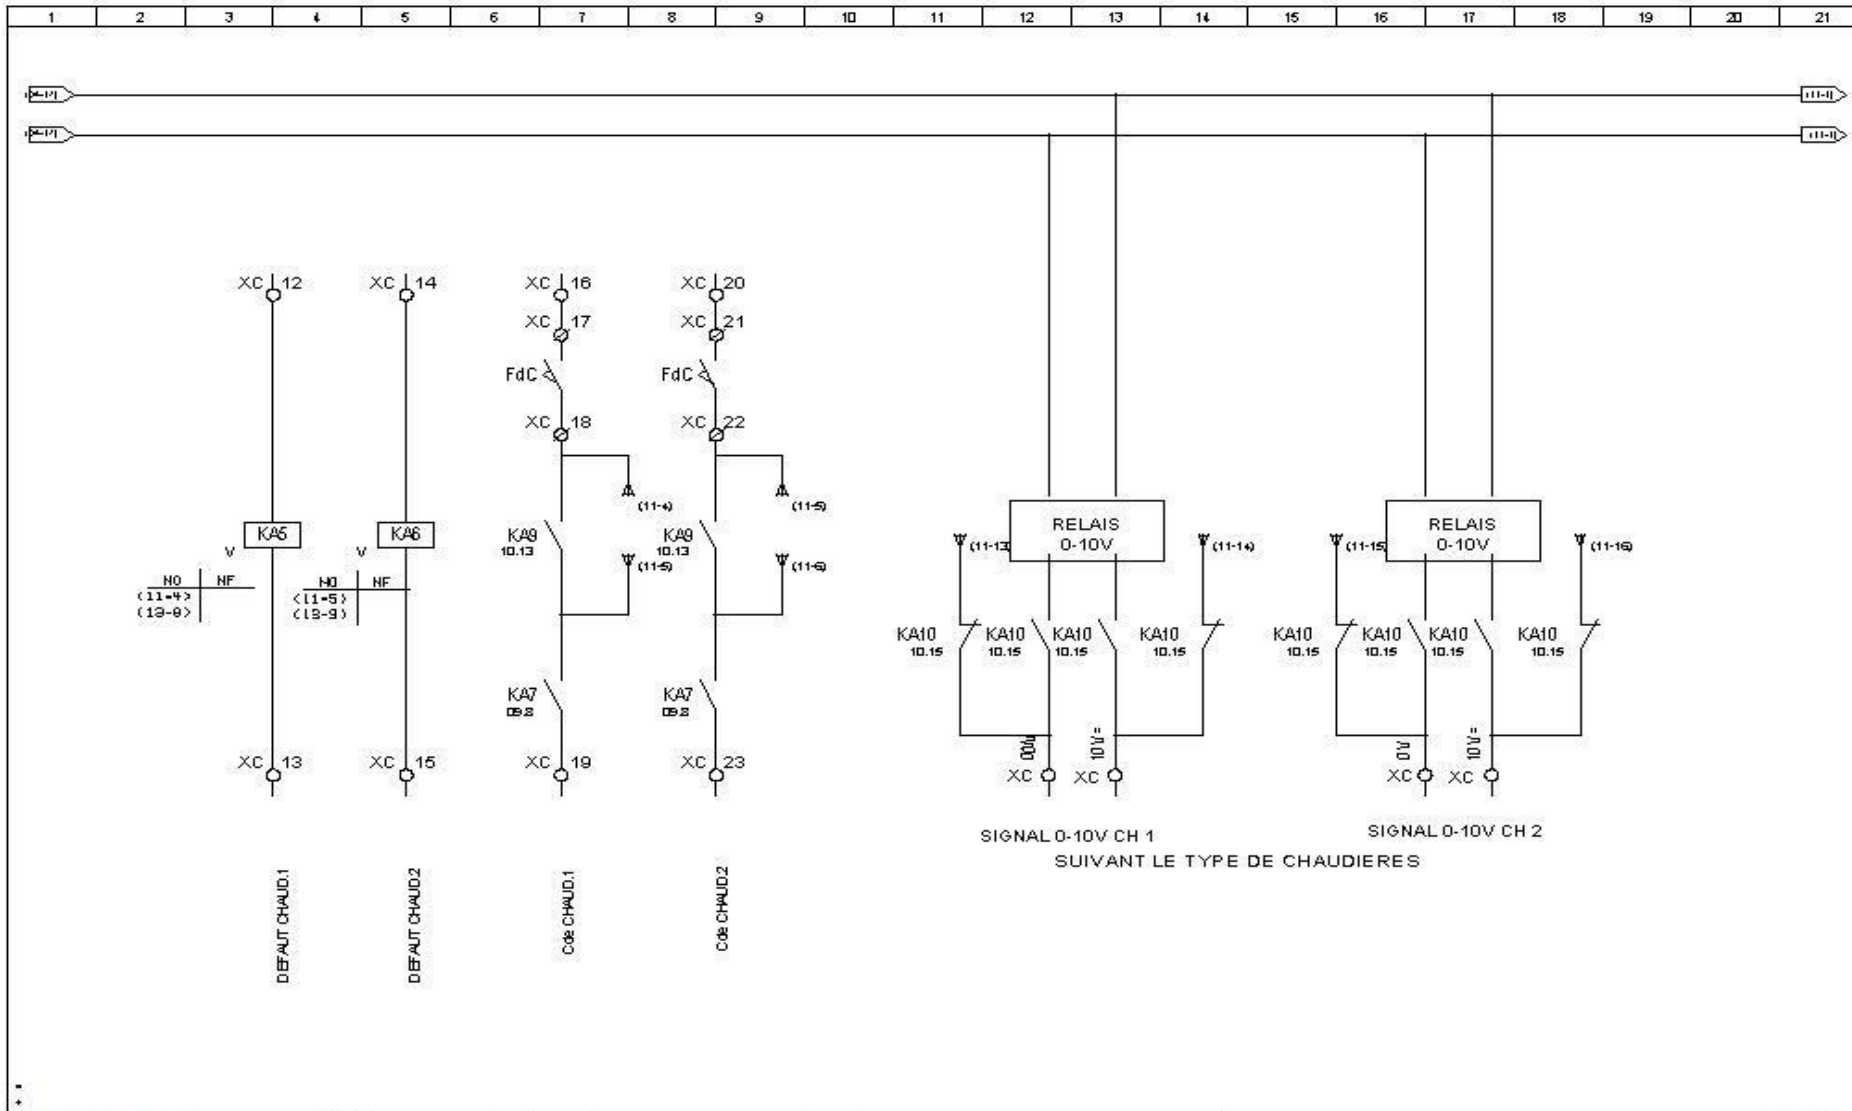 1 2 3 4 5 6 7 8 9 10 11 12 13 14 15 16 17 18 19 20 21
(11-1)
(11-1)
XC 12 XC 14 XC 16 XC 20
XC 17 XC 21
FdC FdC
XC 18 XC 22
(11-4) (11-5)
KA5 KA6 KA9 KA9 RELAIS RELAIS
10.13 10.13 0-10V 0-10V
V V (11-13) (11-14) (11-15) (11-16)
(11-5) (11-6)
NO NF NO NF
(11-4) (11-5)
(13-8) (13-9)
KA10 KA10 KA10 KA10 KA10 KA10 KA10 KA10
10.15 10.15 10.15 10.15 10.15 10.15 10.15 10.15
KA7 KA7
09.8 09.8
10V= 0V 10V=
XC 13 XC 15 XC 19 XC 23 XC XC XC XC
SIGNAL 0-10V CH 1 SIGNAL 0-10V CH 2
SUIVANT LE TYPE DE CHAUDIERES
DEFAUT CHAUD.1
DEFAUT CHAUD.2
Cde CHAUD.1
Cde CHAUD.2